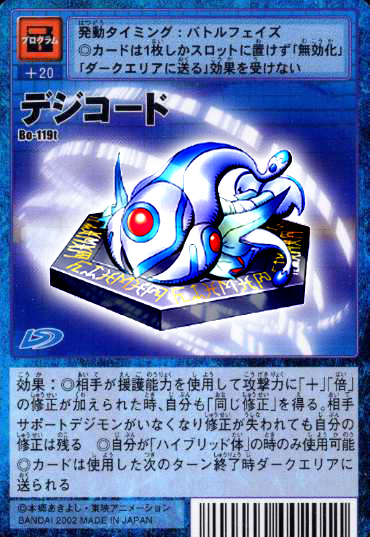 プログラム
+20
発動タイミング：バトルフェイズ
◎カードは1枚しかスロットに置けず「無効化」
「ダークエリアに送る」効果を受けない
デジコード
Bo-119t
効果：◎相手が援護能力を使用して攻撃力に「＋」「倍」
の修正が加えられた時、自分も「同じ修正」を得る。相手
サポートデジモンがいなくなり修正が失われても自分の
修正は残る　◎自分が「ハイブリッド体」の時のみ使用可能
◎カードは使用した次のターン終了時ダークエリアに
送られる
©本郷あきよし・東映アニメーション
BANDAI 2002 MADE IN JAPAN